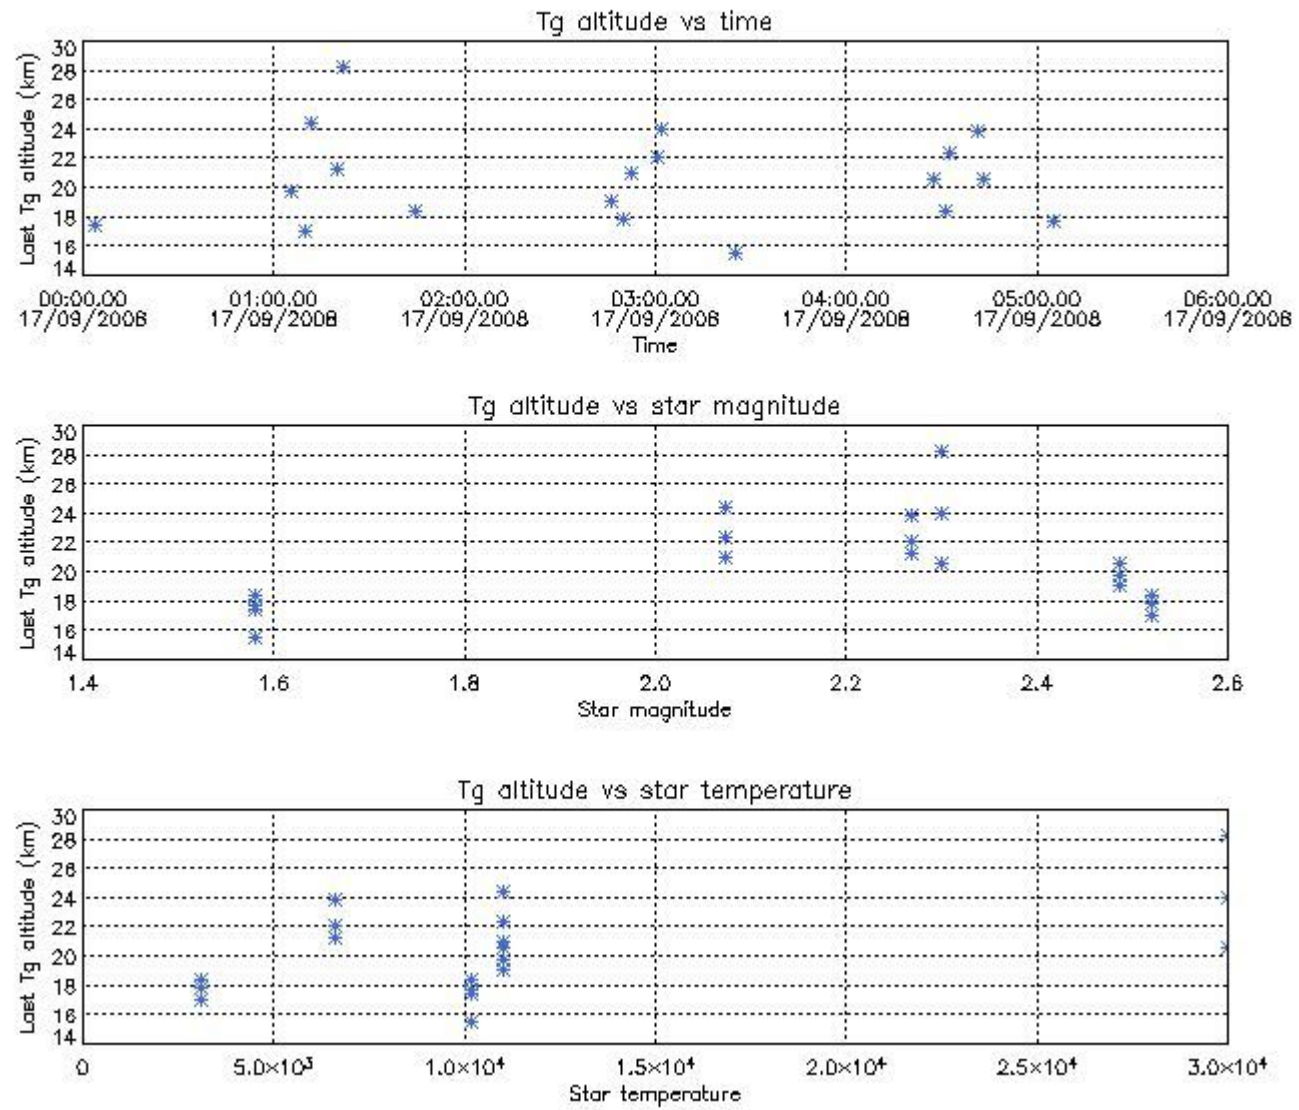 Tg altitude vs time
Last Tg altitude (km)
30
28
26
24
22
20
18
16
14
00:00.00 01:00.00 02:00.00 03:00.00 04:00.00 05:00.00 06:00.00
17/09/2008 17/09/2008 17/09/2008 17/09/2008 17/09/2008 17/09/2008 17/09/2008
Time
Tg altitude vs star magnitude
Last Tg altitude (km)
30
28
26
24
22
20
18
16
14
1.4 1.6 1.8 2.0 2.2 2.4 2.6
Star magnitude
Tg altitude vs star temperature
Last Tg altitude (km)
30
28
26
24
22
20
18
16
14
0 5.0×10³ 1.0×10⁴ 1.5×10⁴ 2.0×10⁴ 2.5×10⁴ 3.0×10⁴
Star temperature